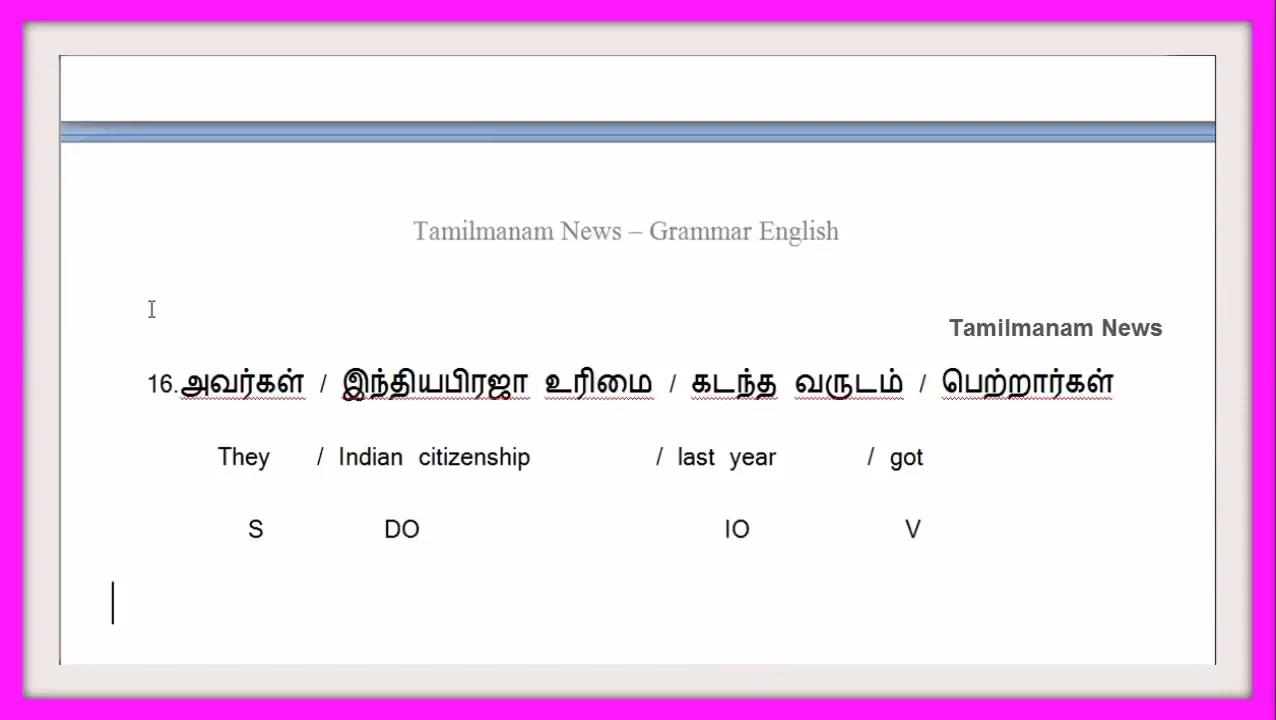 Tamilmanam News – Grammar English
Tamilmanam News
16.அவர்கள் / இந்தியபிரஜா உரிமை / கடந்த வருடம் / பெற்றார்கள்
They / Indian citizenship / last year / got
S DO IO V